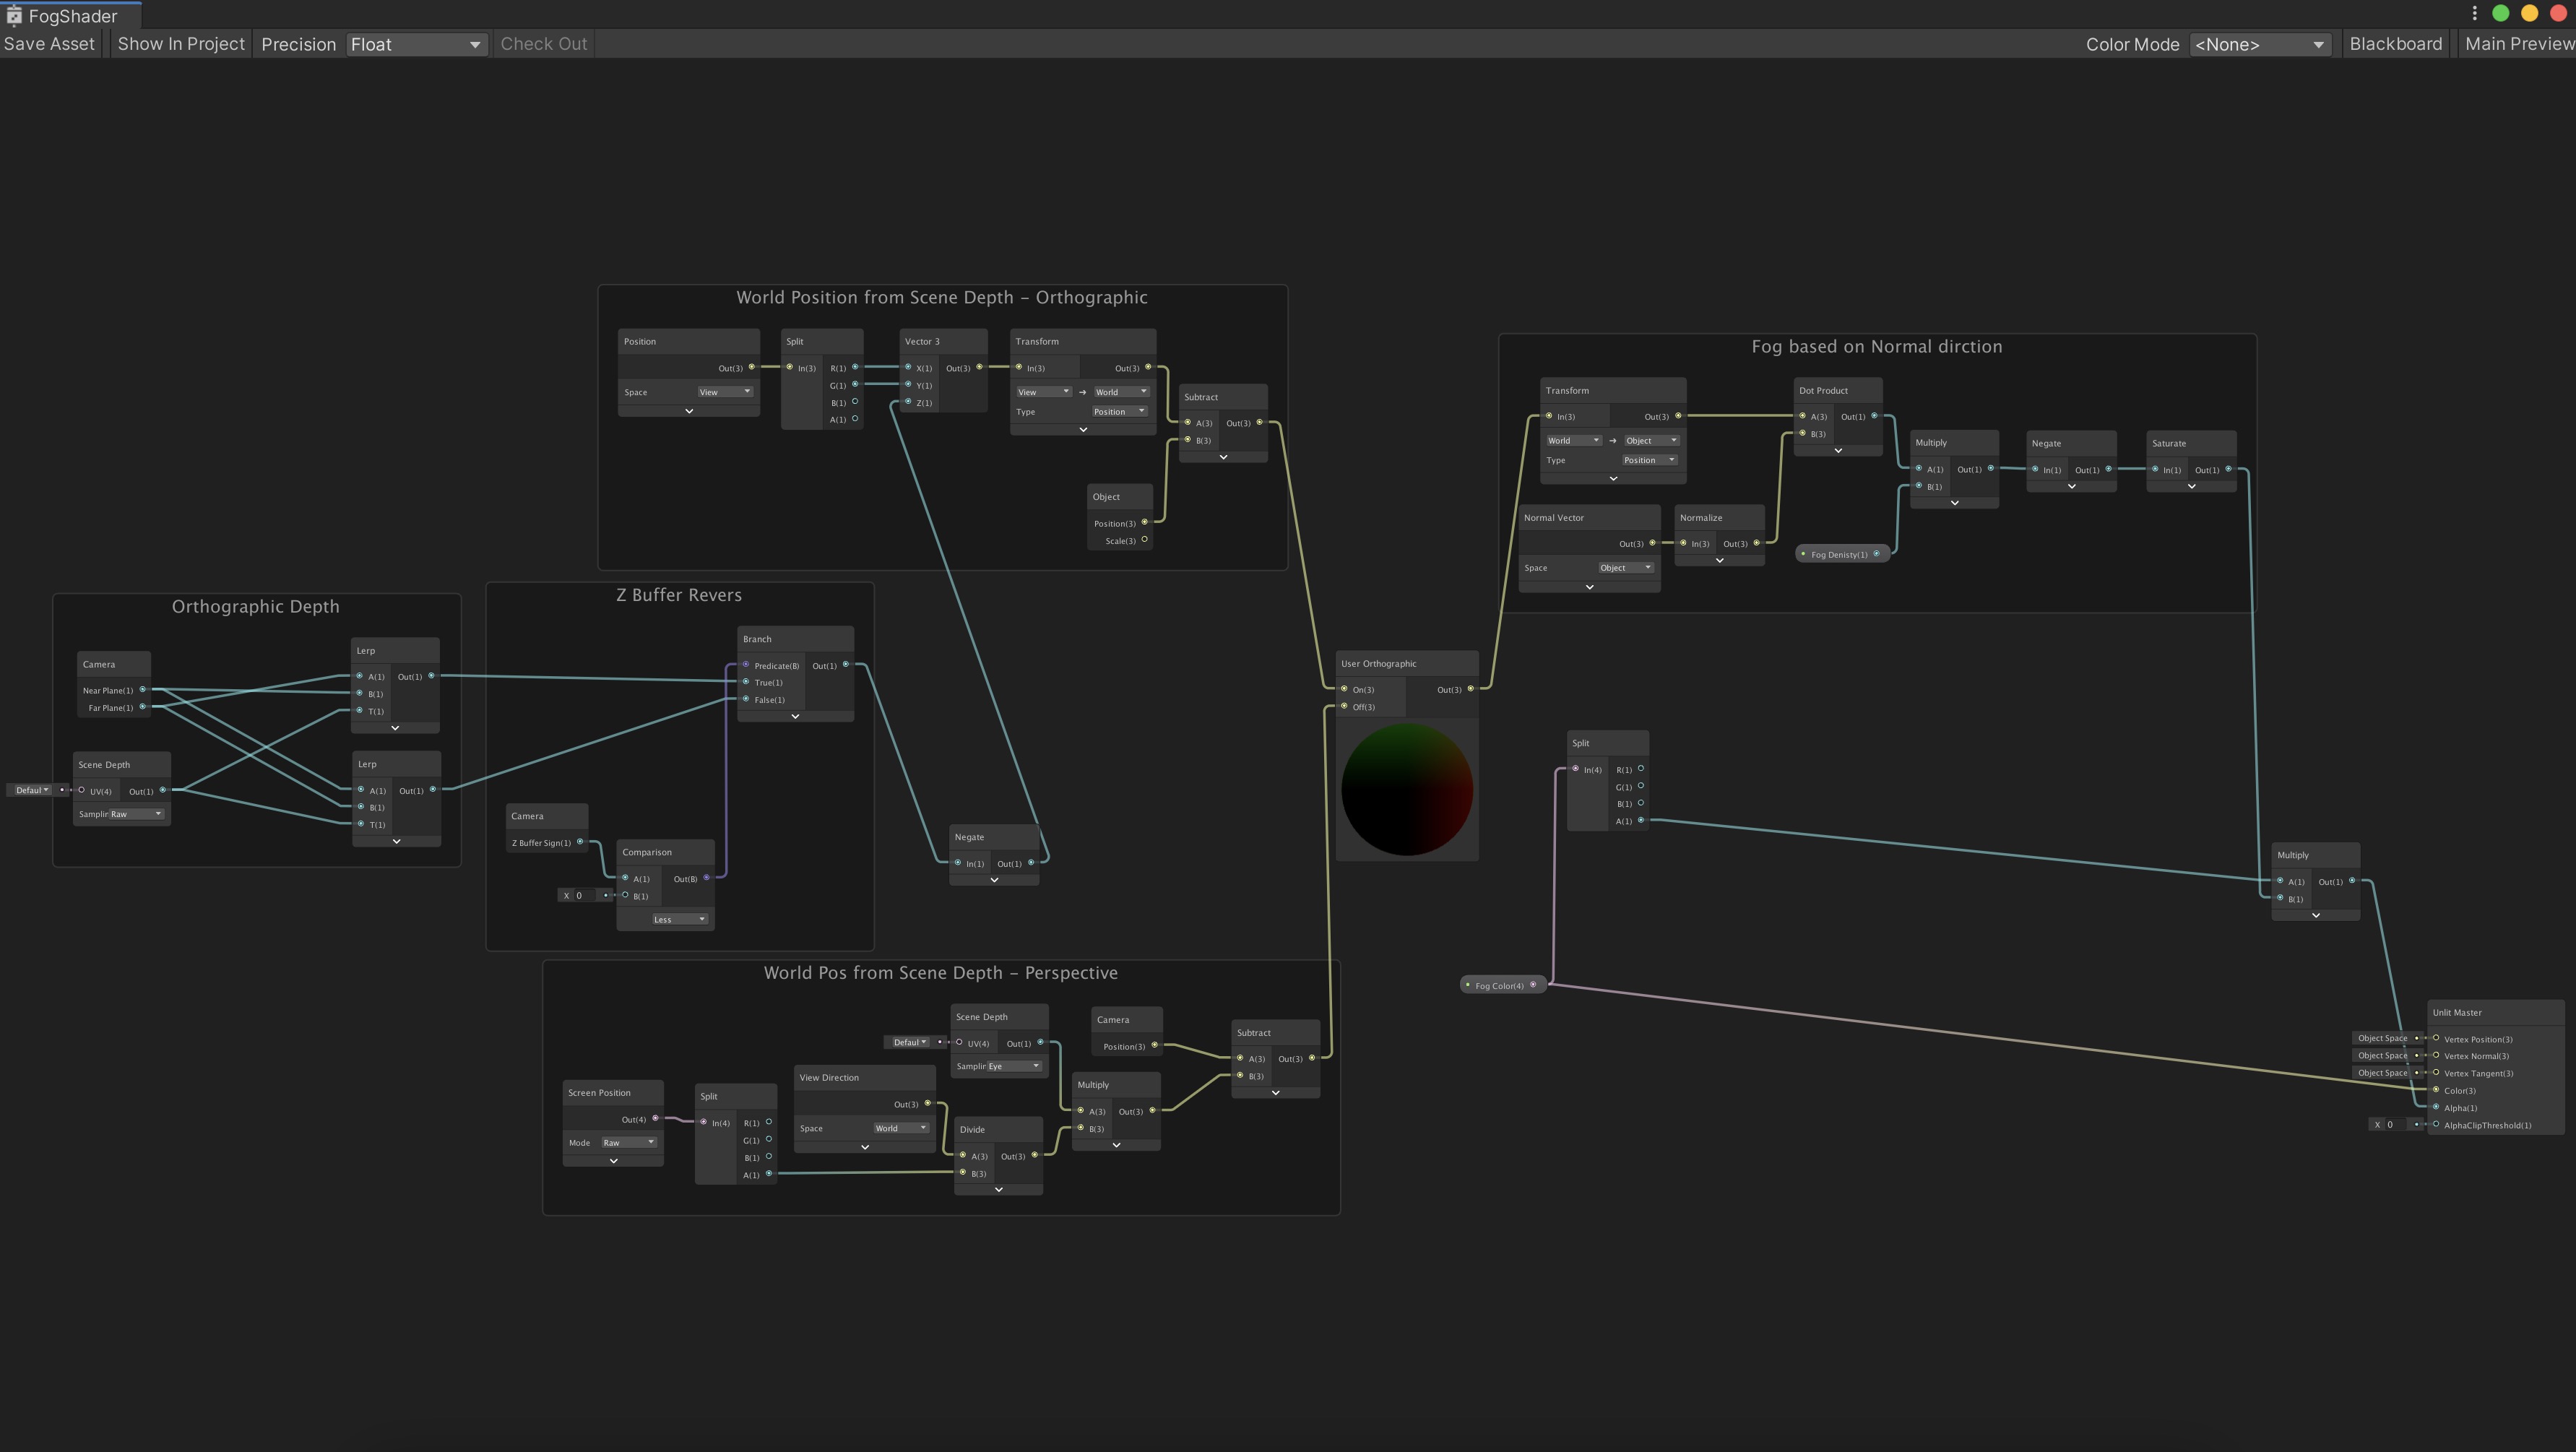 FogShader
Save Asset
Show In Project
Precision
Float
Check Out
Color Mode
<None>
Blackboard
Main Preview
World Position from Scene Depth - Orthographic
Position
Out(3)
Space
View
Split
In(3)
R(1)
G(1)
B(1)
A(1)
Vector 3
X(1)
Y(1)
Z(1)
Out(3)
Transform
In(3)
Out(3)
View
World
Type
Position
Subtract
A(3)
B(3)
Out(3)
Object
Position(3)
Scale(3)
Fog based on Normal dirction
Transform
In(3)
Out(3)
World
Object
Type
Position
Dot Product
A(3)
B(3)
Out(1)
Multiply
A(1)
B(1)
Out(1)
Negate
In(1)
Out(1)
Saturate
In(1)
Out(1)
Normal Vector
Out(3)
Space
Object
Normalize
In(3)
Out(3)
Fog Denisty(1)
Orthographic Depth
Camera
Near Plane(1)
Far Plane(1)
Lerp
A(1)
B(1)
T(1)
Out(1)
Defaul
Scene Depth
UV(4)
Out(1)
Samplin
Raw
Lerp
A(1)
B(1)
T(1)
Out(1)
Z Buffer Revers
Branch
Predicate(B)
True(1)
False(1)
Out(1)
Camera
Z Buffer Sign(1)
Comparison
A(1)
B(1)
Out(B)
X 0
Less
Negate
In(1)
Out(1)
User Orthographic
On(3)
Off(3)
Out(3)
Split
In(4)
R(1)
G(1)
B(1)
A(1)
Multiply
A(1)
B(1)
Out(1)
World Pos from Scene Depth - Perspective
Screen Position
Out(4)
Mode
Raw
Split
In(4)
R(1)
G(1)
B(1)
A(1)
View Direction
Out(3)
Space
World
Defaul
Scene Depth
UV(4)
Out(1)
Samplin
Eye
Divide
A(3)
B(3)
Out(3)
Camera
Position(3)
Multiply
A(3)
B(3)
Out(3)
Subtract
A(3)
B(3)
Out(3)
Fog Color(4)
Unlit Master
Object Space
Vertex Position(3)
Object Space
Vertex Normal(3)
Object Space
Vertex Tangent(3)
Color(3)
Alpha(1)
X 0
AlphaClipThreshold(1)